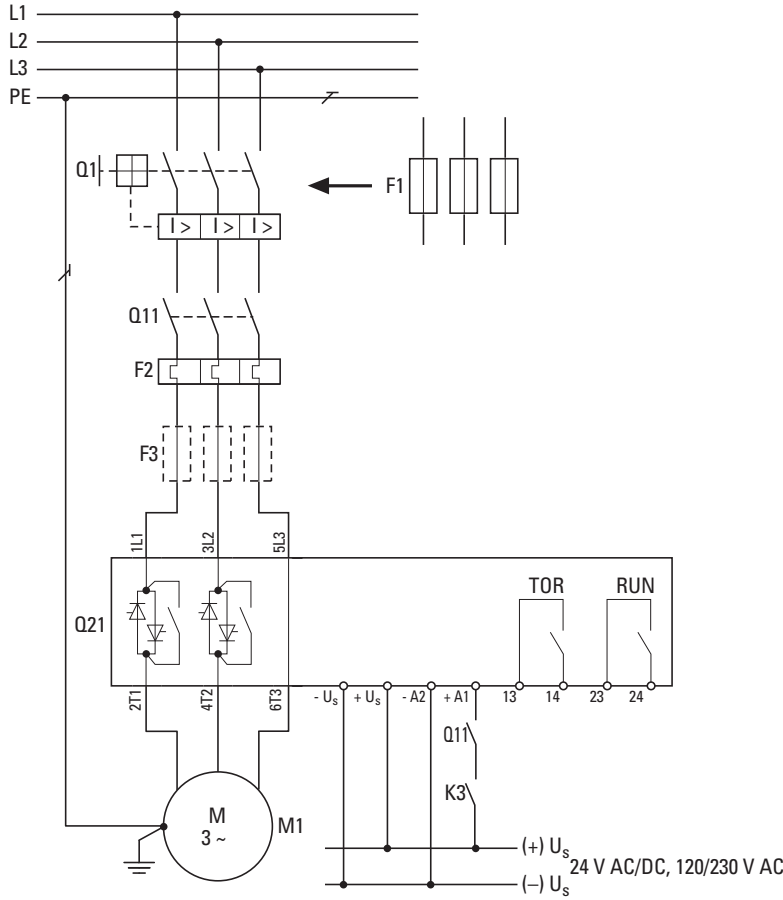 L1
L2
L3
PE
Q1
F1
I > I > I >
Q11
F2
F3
1L1 3L2 5L3
TOR RUN
Q21
2T1 4T2 6T3
- Us + Us - A2 + A1 13 14 23 24
Q11
K3
M
3 ~
M1
(+) Us
24 V AC/DC, 120/230 V AC
(–) Us